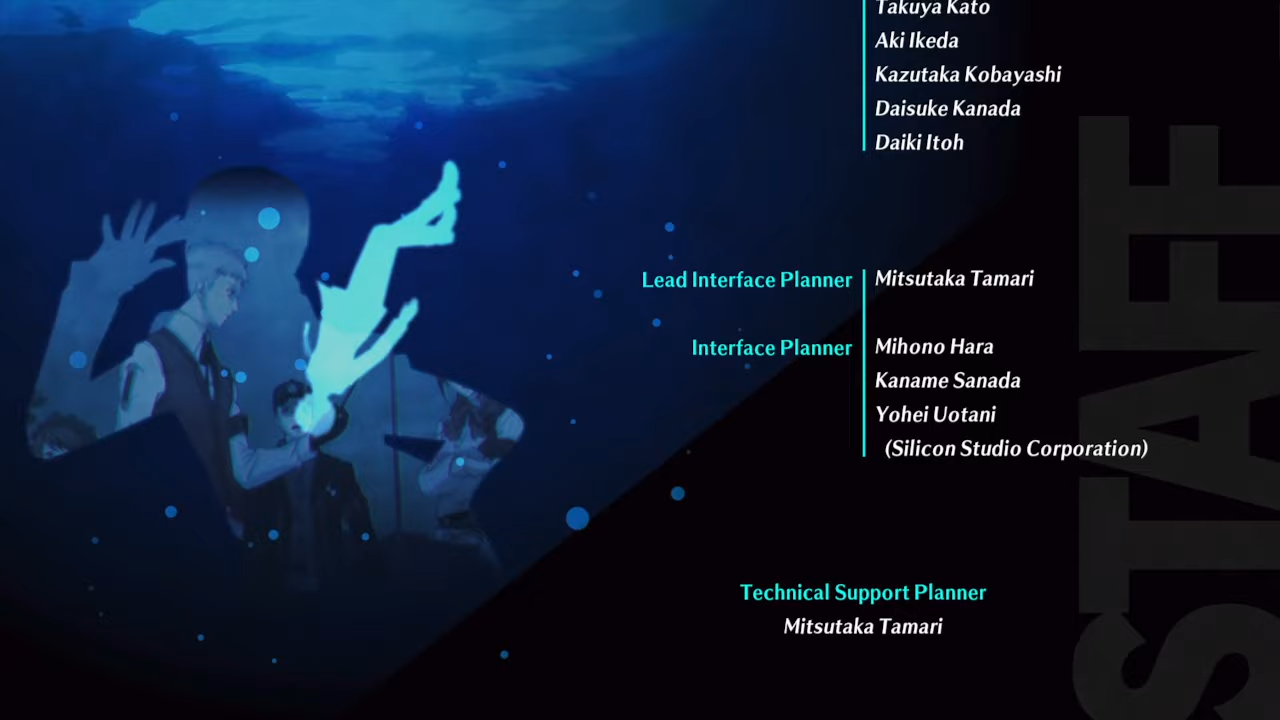 Takuya Kato
Aki Ikeda
Kazutaka Kobayashi
Daisuke Kanada
Daiki Itoh
Lead Interface Planner Mitsutaka Tamari
Interface Planner Mihono Hara
Kaname Sanada
Yohei Uotani
(Silicon Studio Corporation)
Technical Support Planner
Mitsutaka Tamari
STAFF